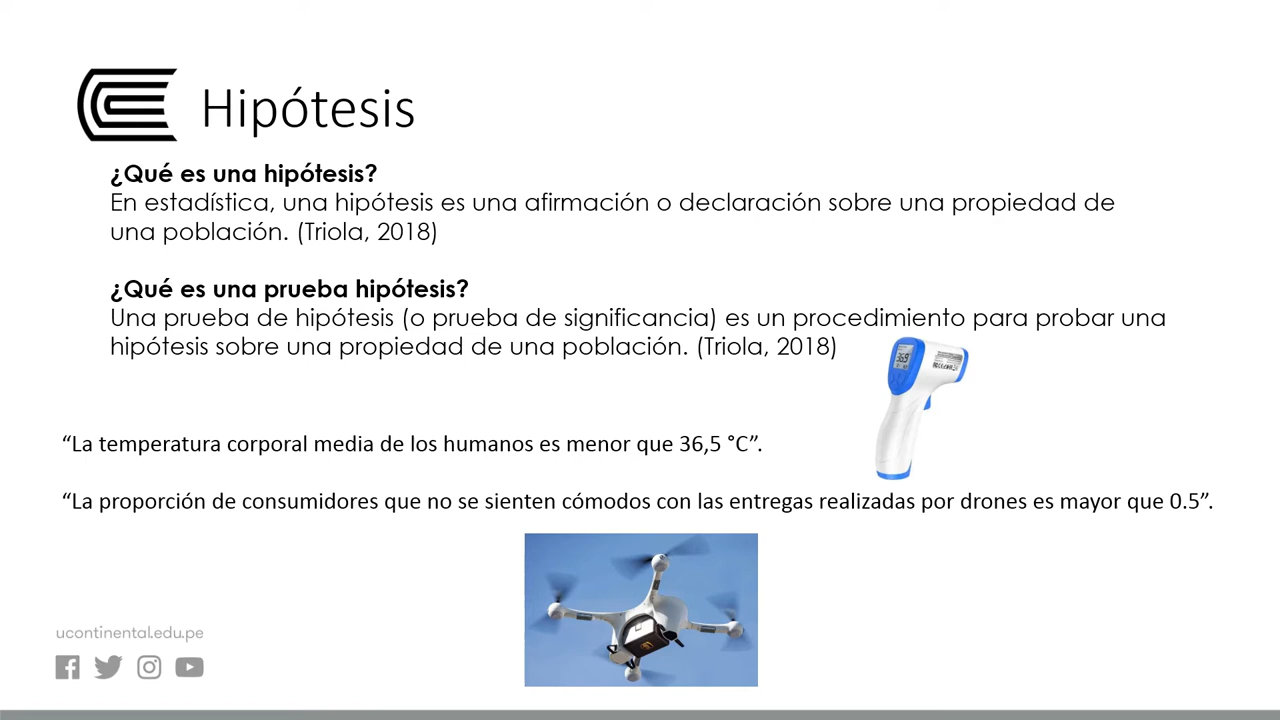 Hipótesis
¿Qué es una hipótesis?
En estadística, una hipótesis es una afirmación o declaración sobre una propiedad de
una población. (Triola, 2018)
¿Qué es una prueba hipótesis?
Una prueba de hipótesis (o prueba de significancia) es un procedimiento para probar una
hipótesis sobre una propiedad de una población. (Triola, 2018)
36.9
“La temperatura corporal media de los humanos es menor que 36,5 °C”.
“La proporción de consumidores que no se sienten cómodos con las entregas realizadas por drones es mayor que 0.5”.
ucontinental.edu.pe